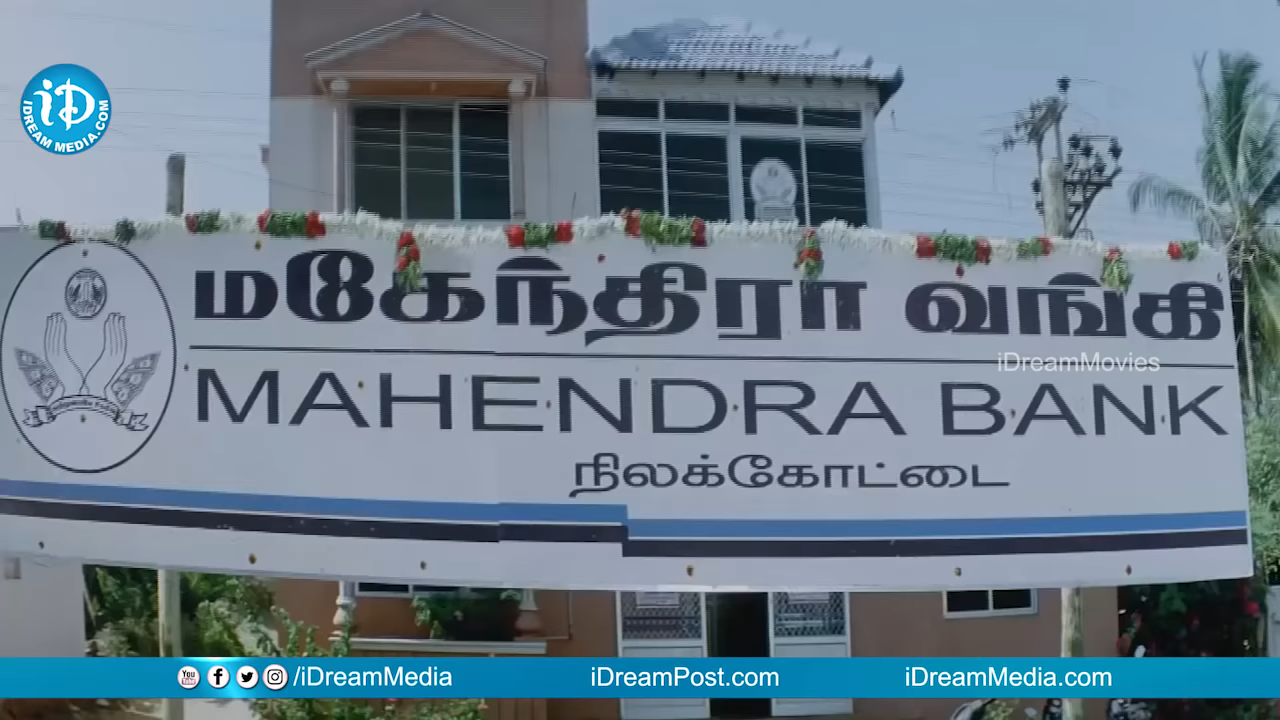 iD
iDREAM MEDIA.COM
மகேந்திரா வங்கி
iDreamMovies
MAHENDRA BANK
நிலக்கோட்டை
/iDreamMedia
iDreamPost.com
iDreamMedia.com